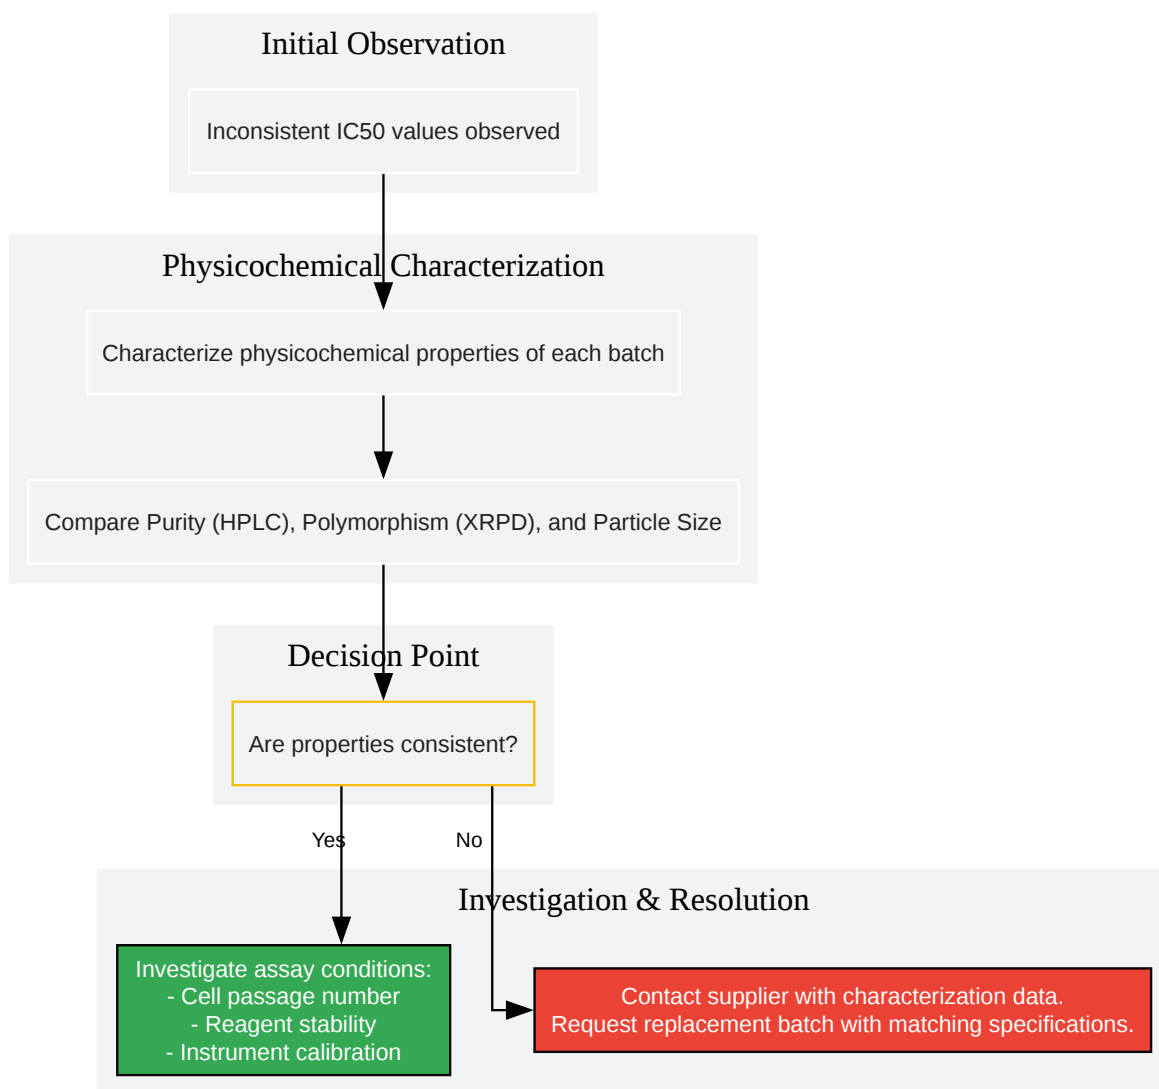 Initial Observation
Inconsistent IC50 values observed
Physicochemical Characterization
Characterize physicochemical properties of each batch
Compare Purity (HPLC), Polymorphism (XRPD), and Particle Size
Decision Point
Are properties consistent?
Yes
No
Investigation & Resolution
Investigate assay conditions:
- Cell passage number
- Reagent stability
- Instrument calibration
Contact supplier with characterization data.
Request replacement batch with matching specifications.